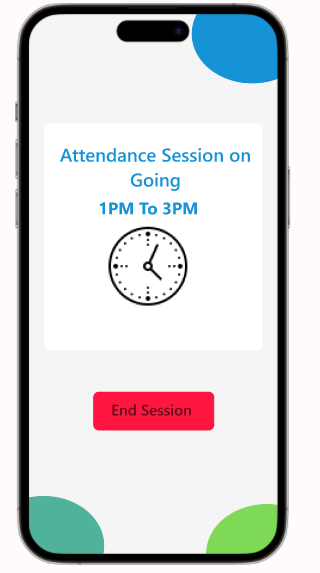 Attendance Session on
Going
1PM To 3PM
End Session